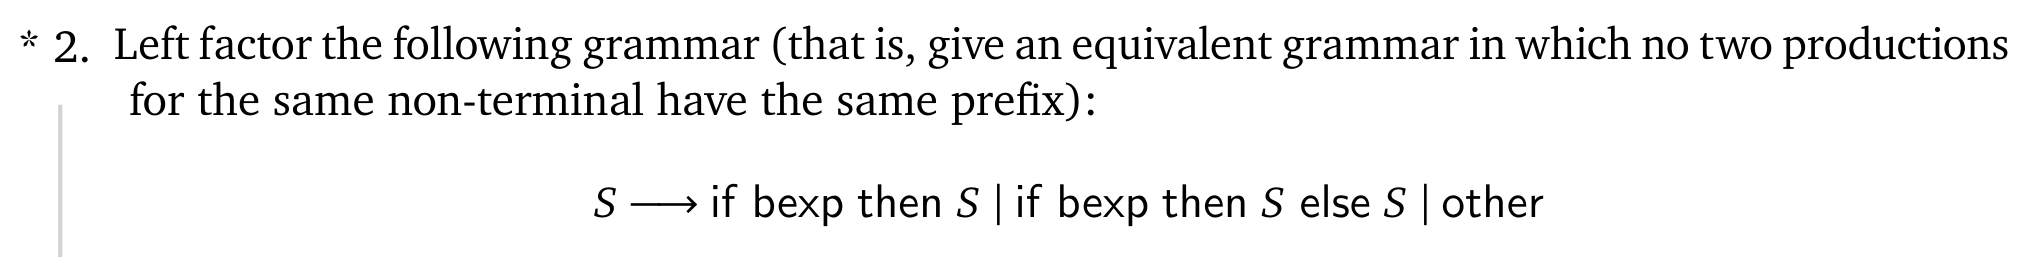 * 2. Left factor the following grammar (that is, give an equivalent grammar in which no two productions
for the same non-terminal have the same prefix):
S ⟶ if bexp then S | if bexp then S else S | other